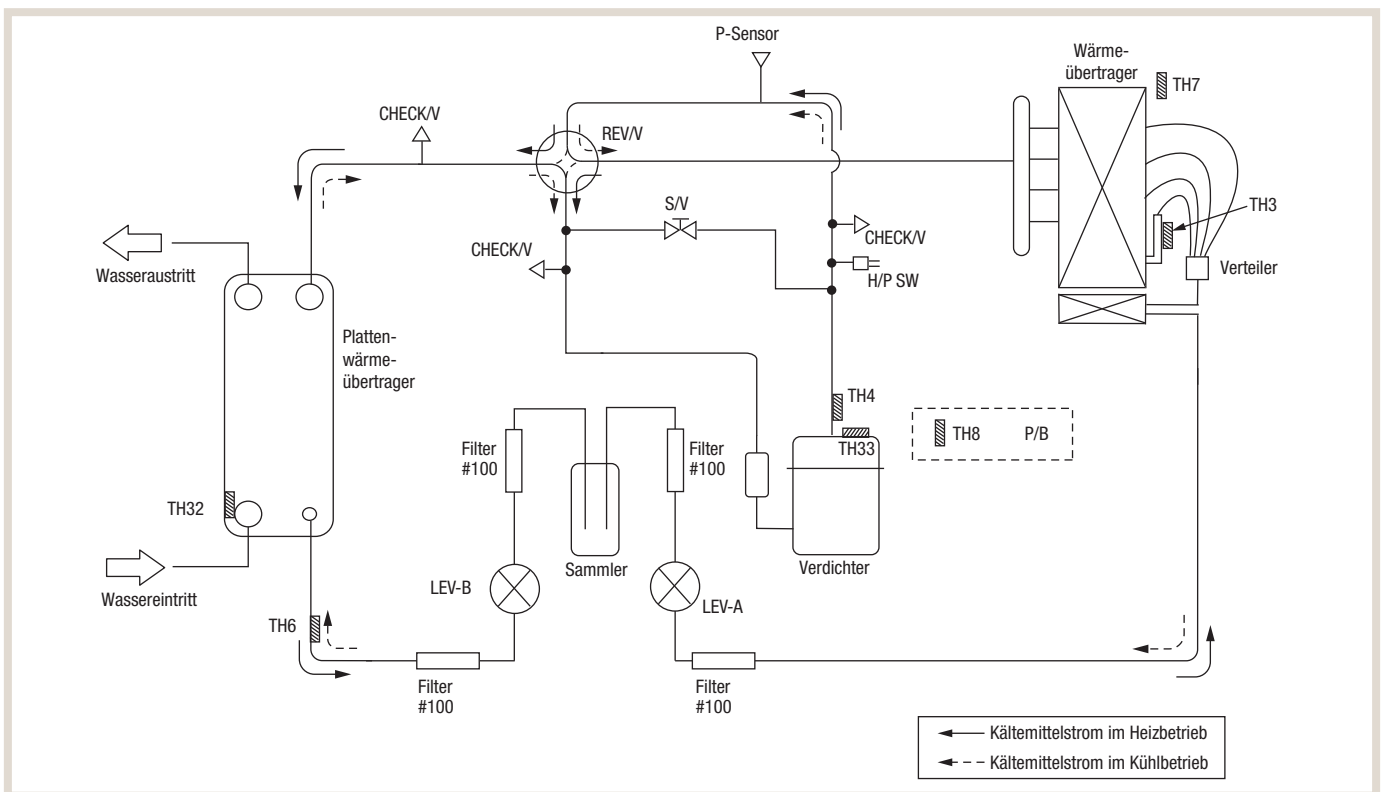 P-Sensor
Wärme-
übertrager
TH7
CHECK/V
REV/V
TH3
S/V
CHECK/V
CHECK/V
Wasseraustritt
H/P SW
Verteiler
Platten-
wärme-
übertrager
TH4
TH8 P/B
Filter
#100
Filter
#100
TH33
TH32
Sammler
Verdichter
LEV-B
LEV-A
Wassereintritt
TH6
Filter
#100
Filter
#100
Kältemittelstrom im Heizbetrieb
Kältemittelstrom im Kühlbetrieb